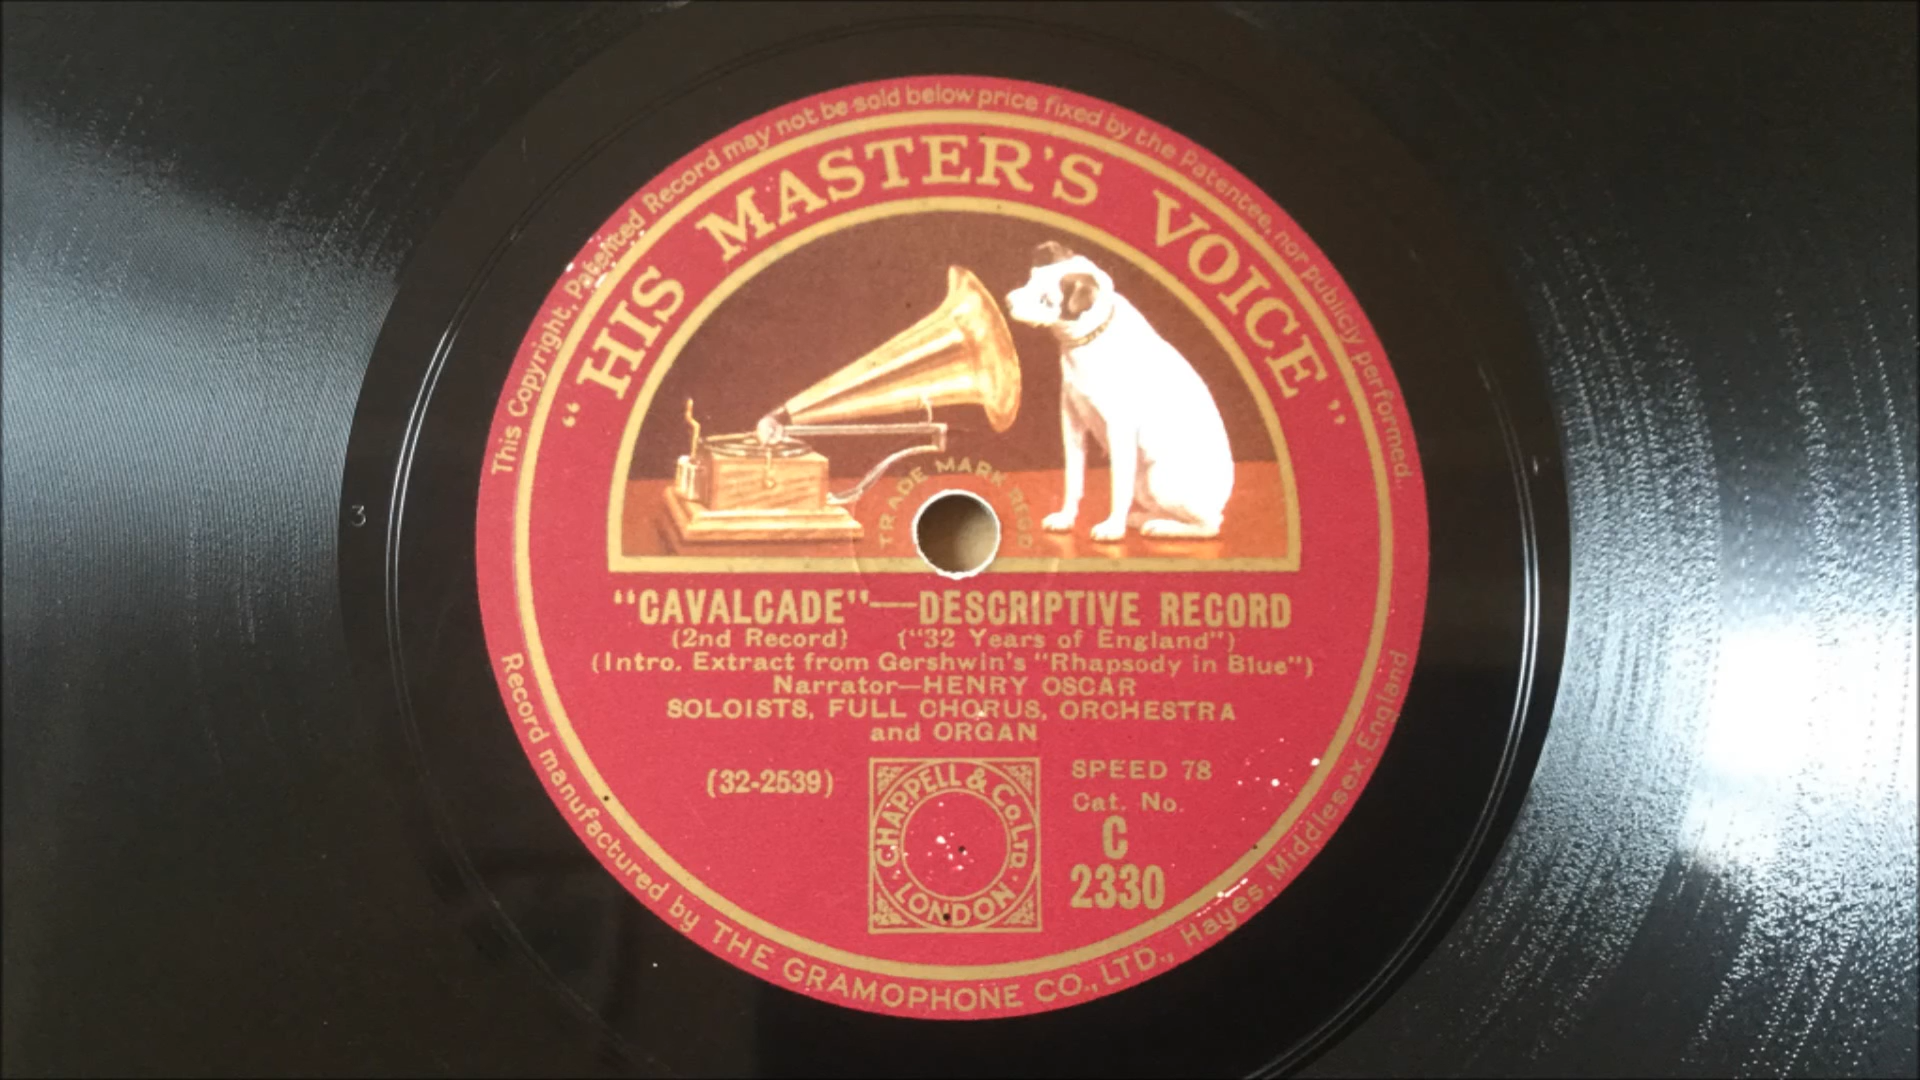 This Copyright, Patented Record may not be sold below price fixed by the Patentee, nor publicly performed.
“HIS MASTER'S VOICE”
TRADE MARK REGD
3
“CAVALCADE”—DESCRIPTIVE RECORD
(2nd Record) (“32 Years of England”)
(Intro. Extract from Gershwin's “Rhapsody in Blue”)
Narrator—HENRY OSCAR
SOLOISTS, FULL CHORUS, ORCHESTRA
and ORGAN
(32-2539)
CHAPPELL & CO. LTD.
LONDON
SPEED 78
Cat. No.
C
2330
Record manufactured by THE GRAMOPHONE CO., LTD., Hayes, Middlesex, England